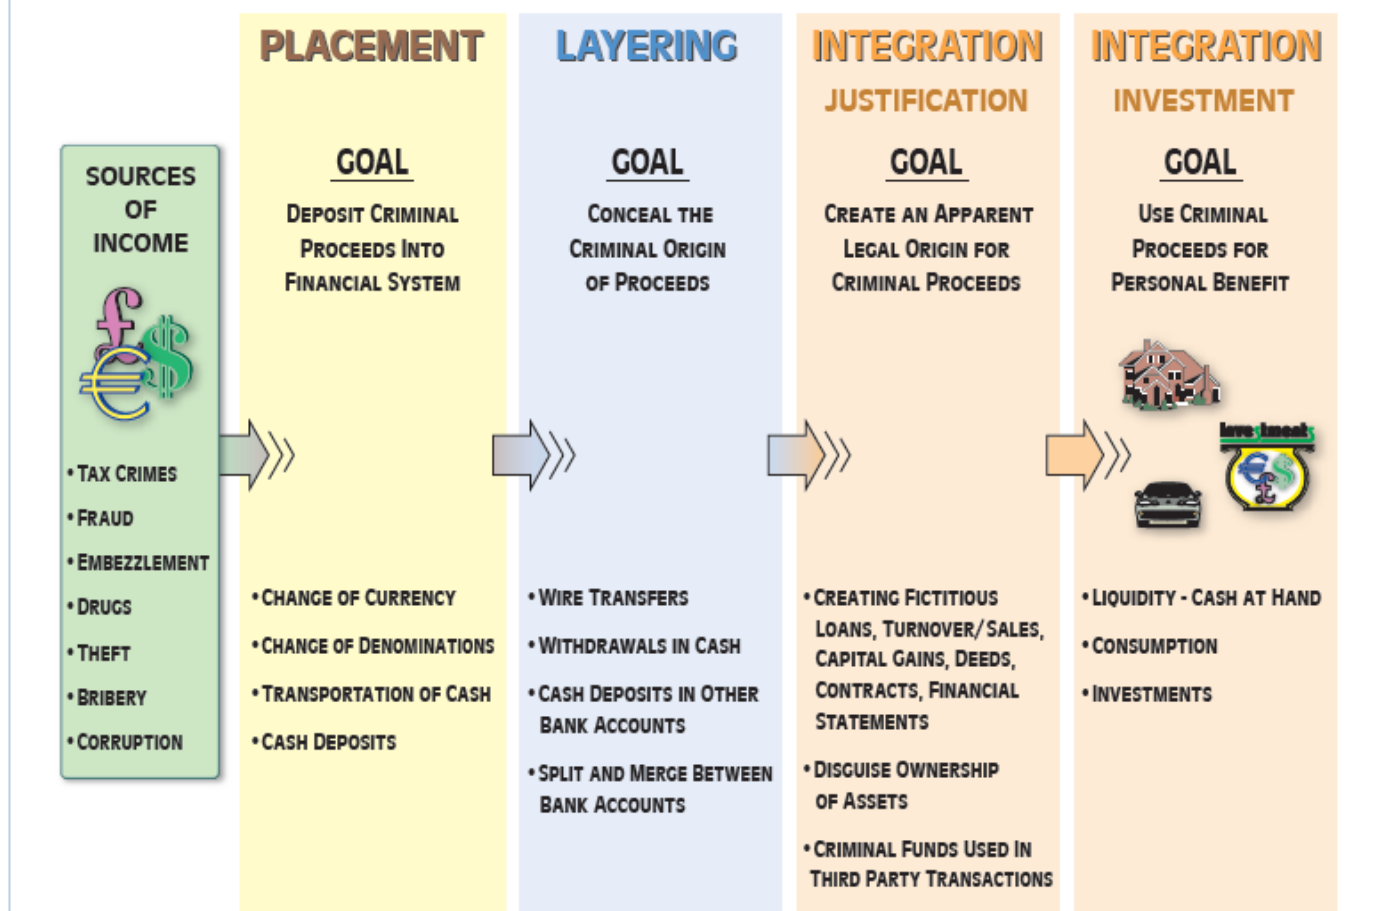 SOURCES
OF
INCOME
• TAX CRIMES
• FRAUD
• EMBEZZLEMENT
• DRUGS
• THEFT
• BRIBERY
• CORRUPTION
PLACEMENT
GOAL
DEPOSIT CRIMINAL
PROCEEDS INTO
FINANCIAL SYSTEM
• CHANGE OF CURRENCY
• CHANGE OF DENOMINATIONS
• TRANSPORTATION OF CASH
• CASH DEPOSITS
LAYERING
GOAL
CONCEAL THE
CRIMINAL ORIGIN
OF PROCEEDS
• WIRE TRANSFERS
• WITHDRAWALS IN CASH
• CASH DEPOSITS IN OTHER
BANK ACCOUNTS
• SPLIT AND MERGE BETWEEN
BANK ACCOUNTS
INTEGRATION
JUSTIFICATION
GOAL
CREATE AN APPARENT
LEGAL ORIGIN FOR
CRIMINAL PROCEEDS
• CREATING FICTITIOUS
LOANS, TURNOVER/SALES,
CAPITAL GAINS, DEEDS,
CONTRACTS, FINANCIAL
STATEMENTS
• DISGUISE OWNERSHIP
OF ASSETS
• CRIMINAL FUNDS USED IN
THIRD PARTY TRANSACTIONS
INTEGRATION
INVESTMENT
GOAL
USE CRIMINAL
PROCEEDS FOR
PERSONAL BENEFIT
Investments
• LIQUIDITY - CASH AT HAND
• CONSUMPTION
• INVESTMENTS